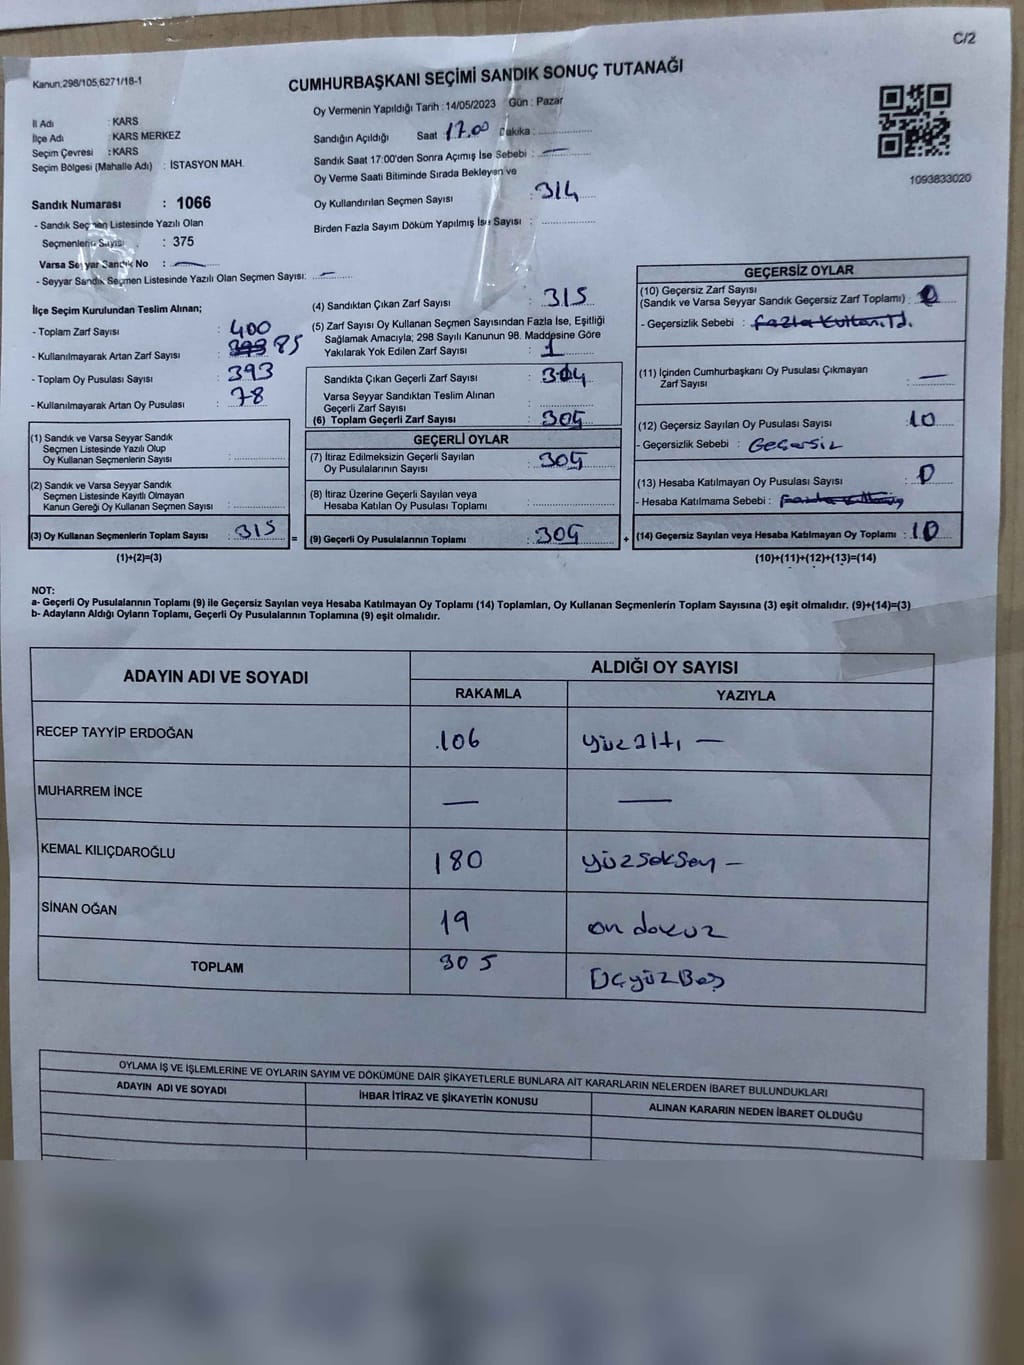 C/2
Kanun,298/105,6271/18-1
CUMHURBAŞKANI SEÇİMİ SANDIK SONUÇ TUTANAĞI
Oy Vermenin Yapıldığı Tarih : 14/05/2023 Gün : Pazar
İl Adı : KARS
İlçe Adı : KARS MERKEZ
Seçim Çevresi : KARS
Seçim Bölgesi (Mahalle Adı) : İSTASYON MAH.
Sandığın Açıldığı Saat 17.00 Dakika :
Sandık Saat 17:00'den Sonra Açımış İse Sebebi : —
Oy Verme Saati Bitiminde Sırada Bekleyen ve
Oy Kullandırılan Seçmen Sayısı : 314
Birden Fazla Sayım Döküm Yapılmış İse Sayısı :
1093833020
Sandık Numarası : 1066
- Sandık Seçmen Listesinde Yazılı Olan
Seçmenlerin Sayısı : 375
Varsa Seyyar Sandık No : —
- Seyyar Sandık Seçmen Listesinde Yazılı Olan Seçmen Sayısı: —
İlçe Seçim Kurulundan Teslim Alınan;
- Toplam Zarf Sayısı : 400
- Kullanılmayarak Artan Zarf Sayısı : 393 85
- Toplam Oy Pusulası Sayısı : 393
- Kullanılmayarak Artan Oy Pusulası : 78
(1) Sandık ve Varsa Seyyar Sandık
Seçmen Listesinde Yazılı Olup
Oy Kullanan Seçmenlerin Sayısı :
(2) Sandık ve Varsa Seyyar Sandık
Seçmen Listesinde Kayıtlı Olmayan
Kanun Gereği Oy Kullanan Seçmen Sayısı :
(3) Oy Kullanan Seçmenlerin Toplam Sayısı : 315 =
(1)+(2)=(3)
(4) Sandıktan Çıkan Zarf Sayısı : 315
(5) Zarf Sayısı Oy Kullanan Seçmen Sayısından Fazla İse, Eşitliği
Sağlamak Amacıyla; 298 Sayılı Kanunun 98. Maddesine Göre
Yakılarak Yok Edilen Zarf Sayısı : 1
Sandıkta Çıkan Geçerli Zarf Sayısı : 304
Varsa Seyyar Sandıktan Teslim Alınan
Geçerli Zarf Sayısı :
(6) Toplam Geçerli Zarf Sayısı : 305
GEÇERLİ OYLAR
(7) İtiraz Edilmeksizin Geçerli Sayılan
Oy Pusulalarının Sayısı : 305
(8) İtiraz Üzerine Geçerli Sayılan veya
Hesaba Katılan Oy Pusulası Toplamı :
(9) Geçerli Oy Pusulalarının Toplamı : 305 +
GEÇERSİZ OYLAR
(10) Geçersiz Zarf Sayısı
(Sandık ve Varsa Seyyar Sandık Geçersiz Zarf Toplamı) : 0
- Geçersizlik Sebebi :
(11) İçinden Cumhurbaşkanı Oy Pusulası Çıkmayan
Zarf Sayısı : —
(12) Geçersiz Sayılan Oy Pusulası Sayısı : 10
- Geçersizlik Sebebi : Geçersiz
(13) Hesaba Katılmayan Oy Pusulası Sayısı : 0
- Hesaba Katılmama Sebebi :
(14) Geçersiz Sayılan veya Hesaba Katılmayan Oy Toplamı : 10
(10)+(11)+(12)+(13)=(14)
NOT:
a- Geçerli Oy Pusulalarının Toplamı (9) ile Geçersiz Sayılan veya Hesaba Katılmayan Oy Toplamı (14) Toplamları, Oy Kullanan Seçmenlerin Toplam Sayısına (3) eşit olmalıdır. (9)+(14)=(3)
b- Adayların Aldığı Oyların Toplamı, Geçerli Oy Pusulalarının Toplamına (9) eşit olmalıdır.
ADAYIN ADI VE SOYADI ALDIĞI OY SAYISI
RAKAMLA YAZIYLA
RECEP TAYYİP ERDOĞAN 106 yüz altı —
MUHARREM İNCE — —
KEMAL KILIÇDAROĞLU 180 yüzseksen —
SİNAN OĞAN 19 on dokuz
TOPLAM 305 Üçyüz Beş
OYLAMA İŞ VE İŞLEMLERİNE VE OYLARIN SAYIM VE DÖKÜMÜNE DAİR ŞİKAYETLERLE BUNLARA AİT KARARLARIN NELERDEN İBARET BULUNDUKLARI
ADAYIN ADI VE SOYADI İHBAR İTİRAZ VE ŞİKAYETİN KONUSU ALINAN KARARIN NEDEN İBARET OLDUĞU